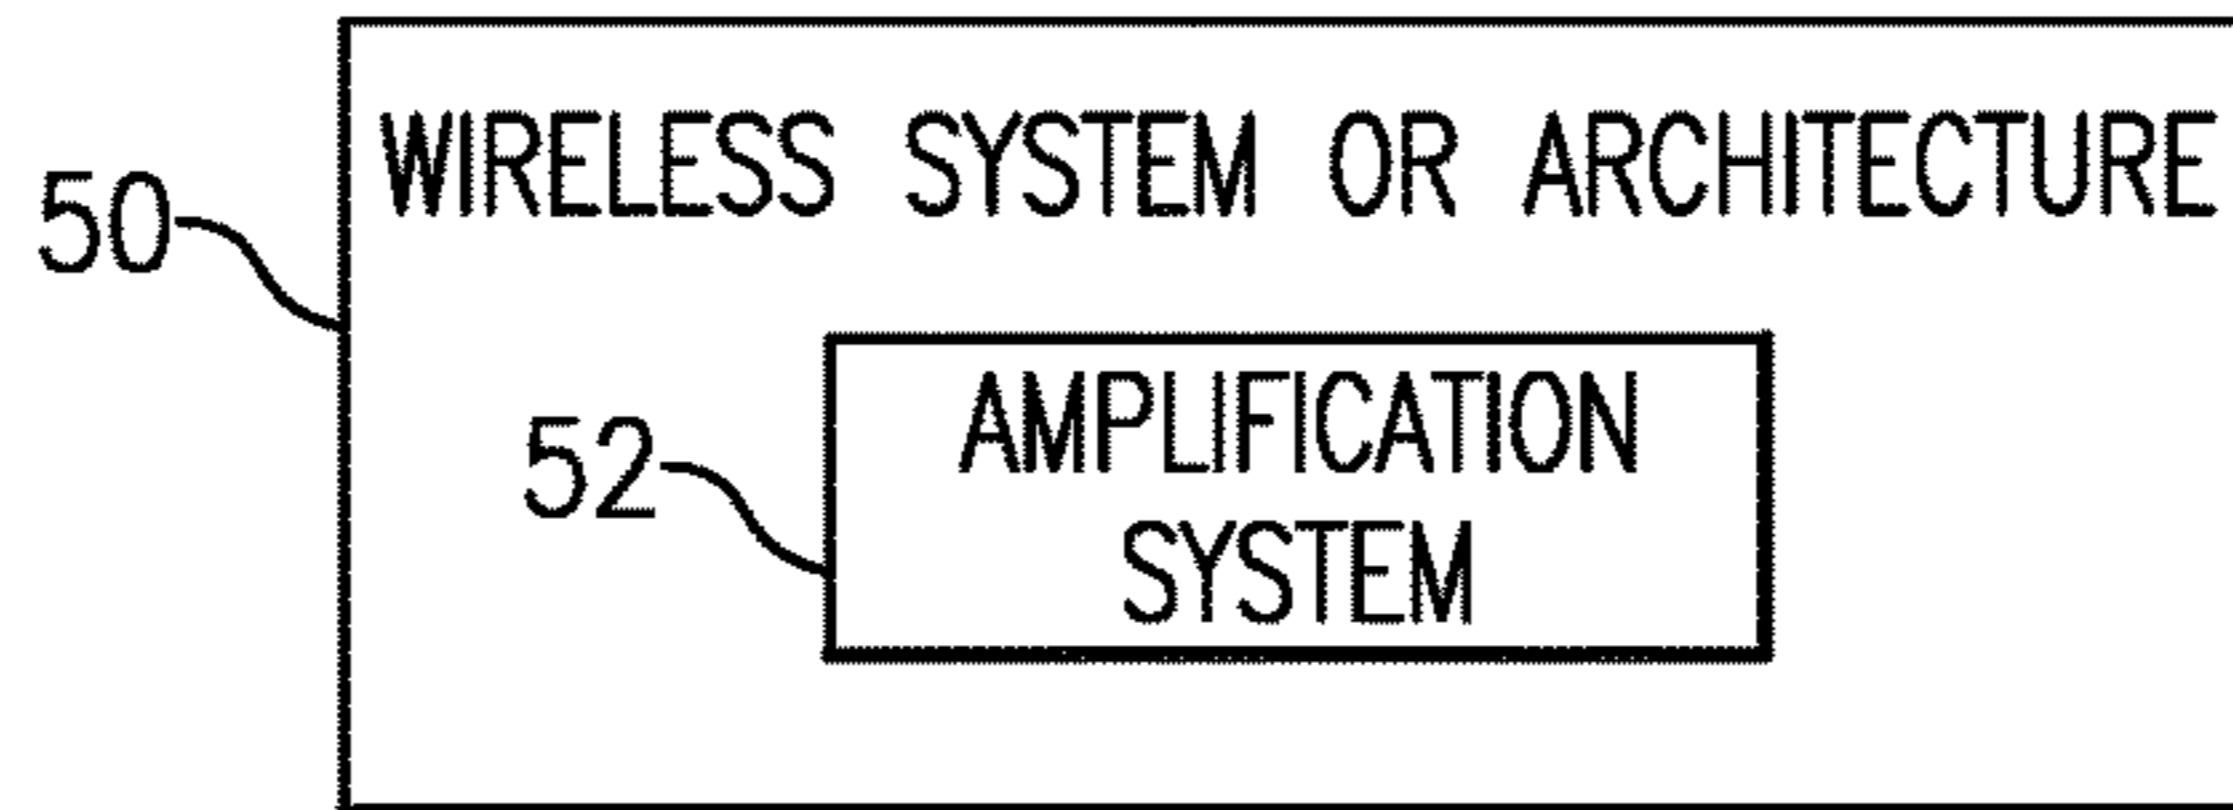 WIRELESS SYSTEM OR ARCHITECTURE
50
AMPLIFICATION
52
SYSTEM